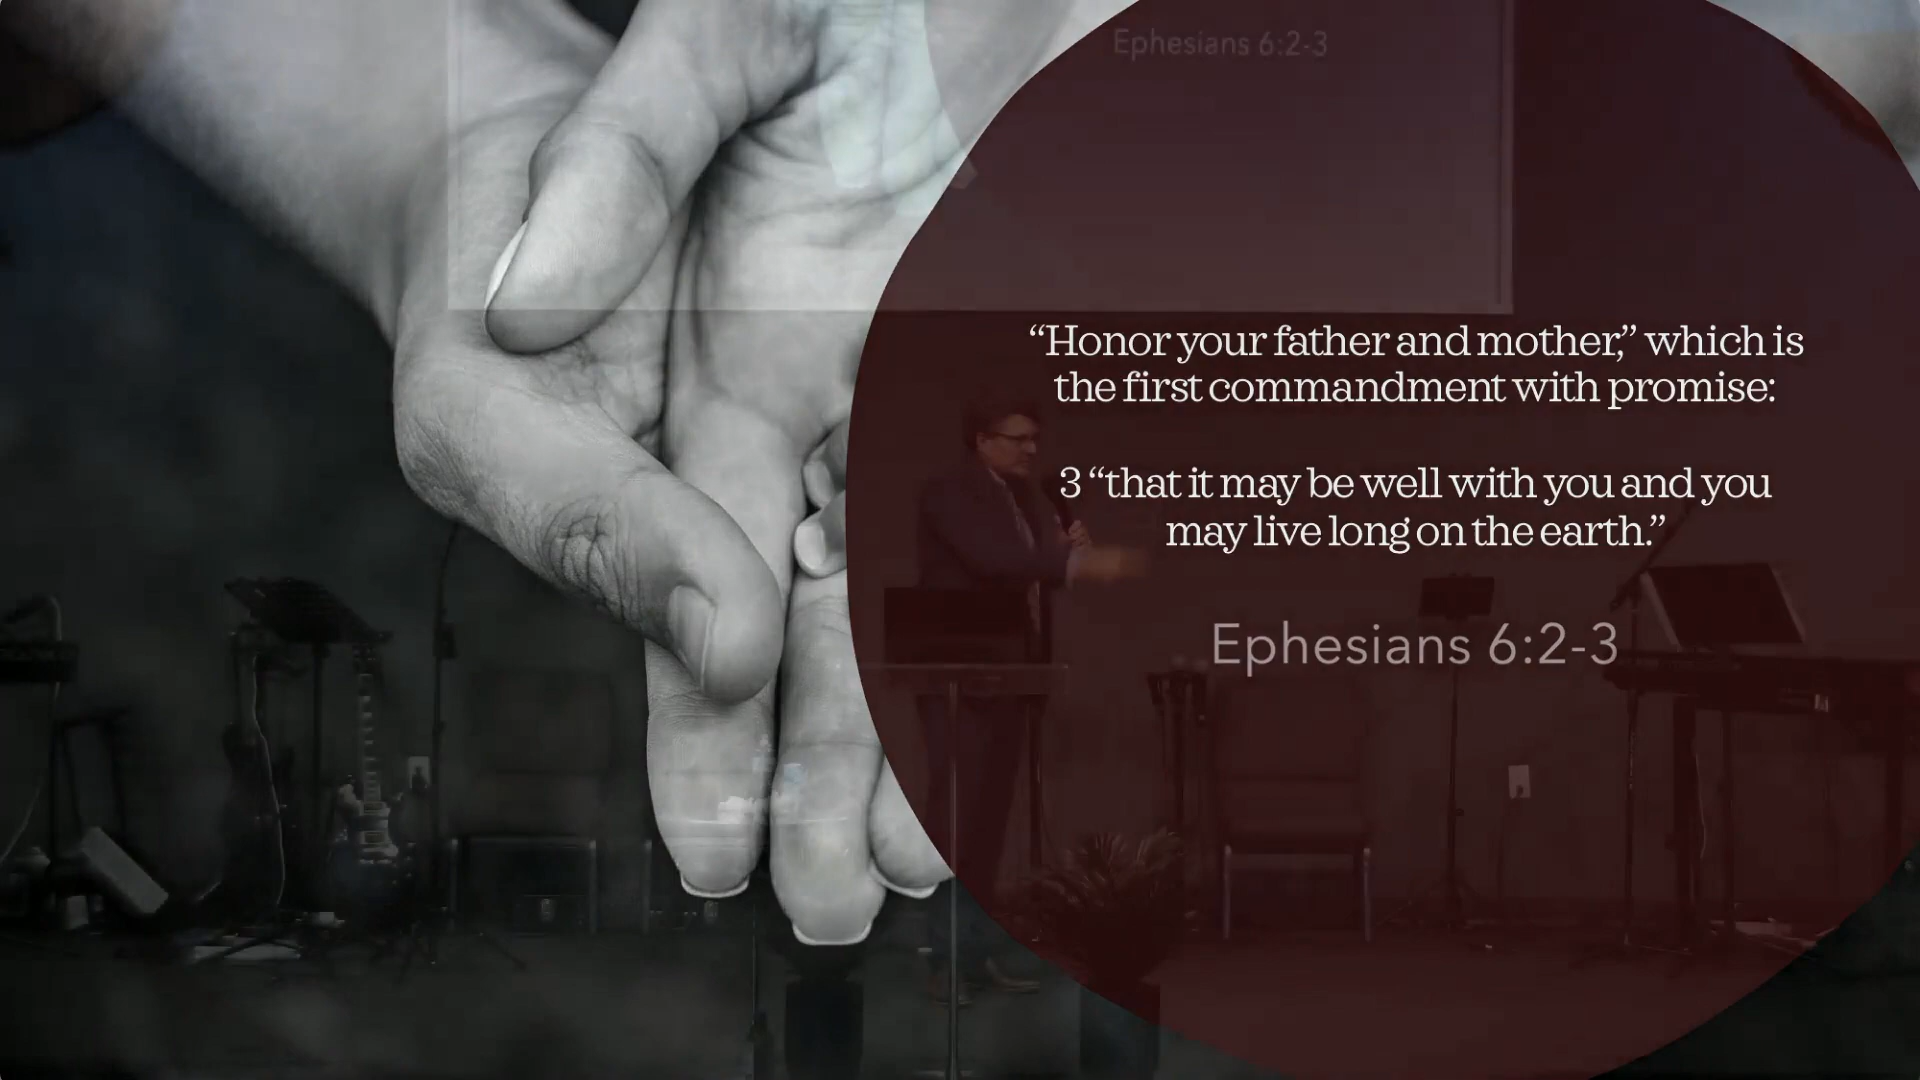 Ephesians 6:2-3
“Honor your father and mother,” which is
the first commandment with promise:
3 “that it may be well with you and you
may live long on the earth.”
Ephesians 6:2-3